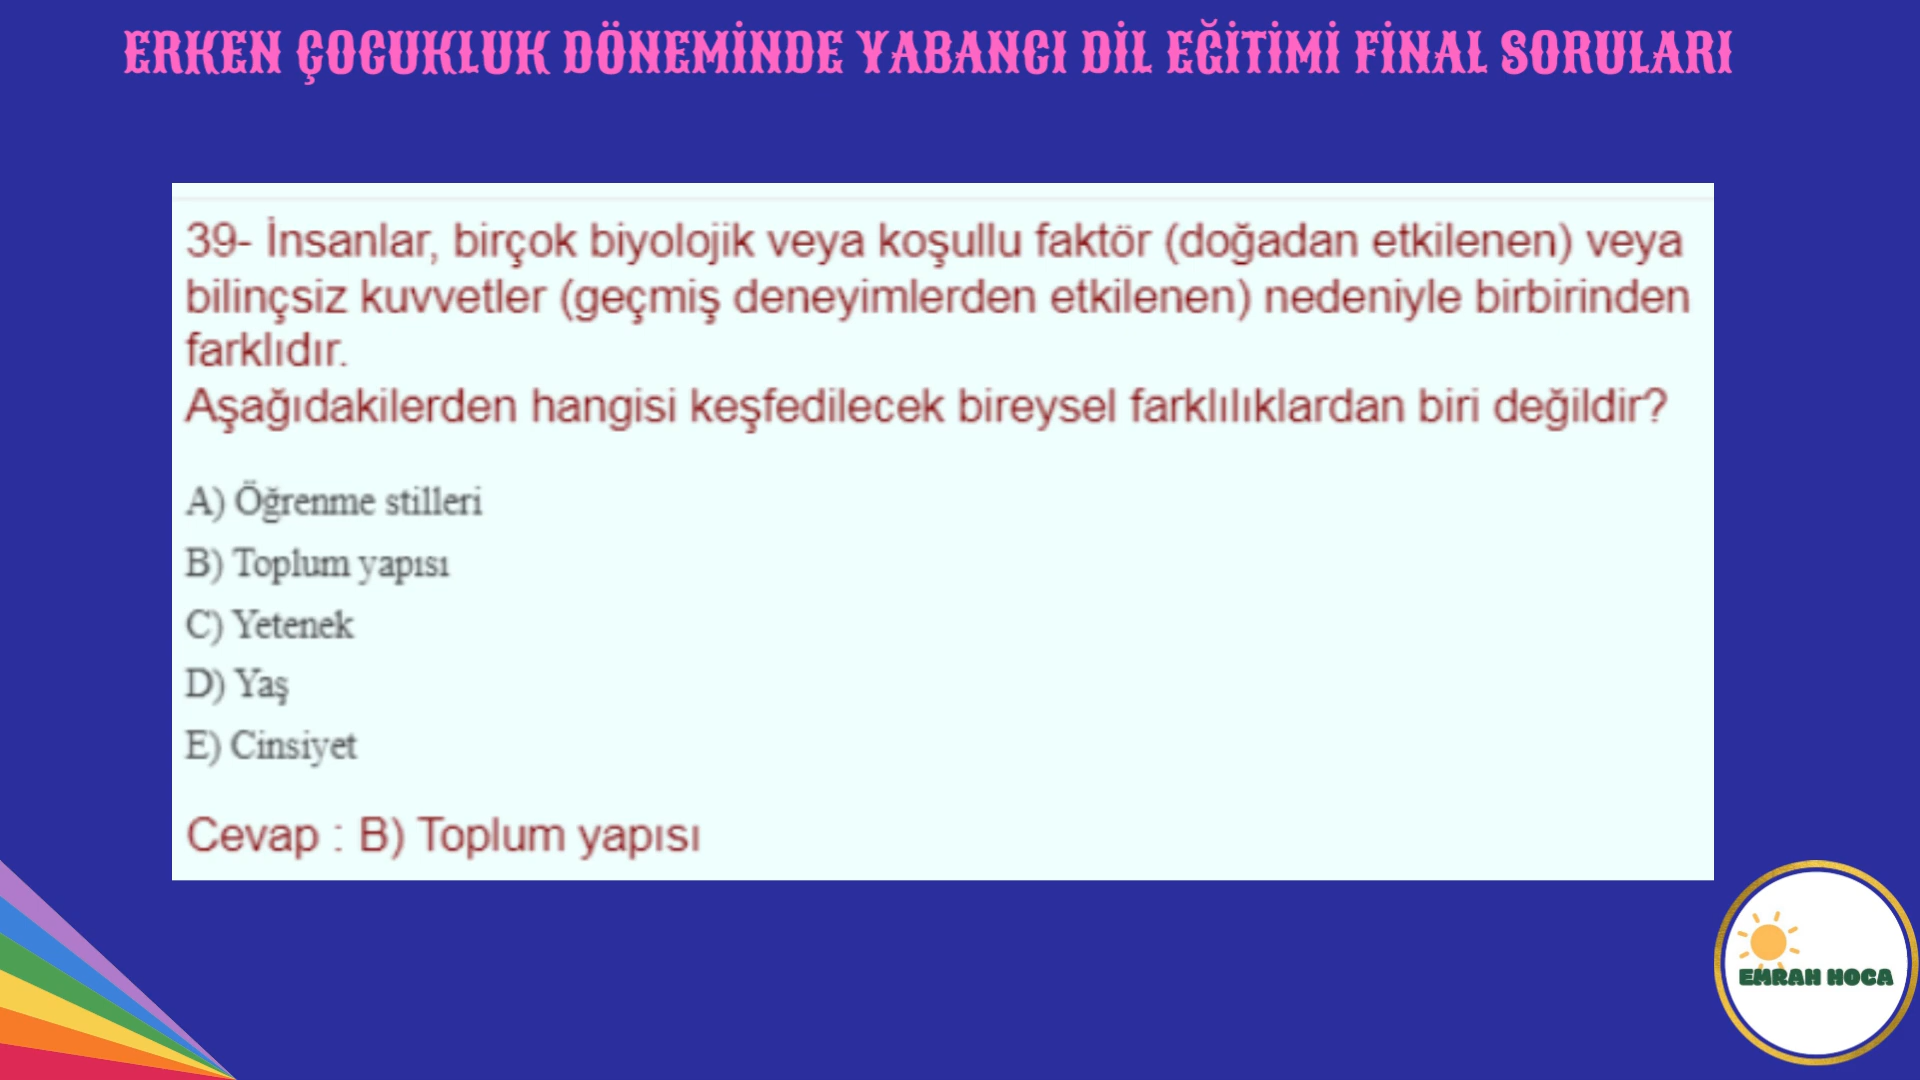 ERKEN ÇOCUKLUK DÖNEMİNDE YABANCI DİL EĞİTİMİ FİNAL SORULARI
39- İnsanlar, birçok biyolojik veya koşullu faktör (doğadan etkilenen) veya
bilinçsiz kuvvetler (geçmiş deneyimlerden etkilenen) nedeniyle birbirinden
farklıdır.
Aşağıdakilerden hangisi keşfedilecek bireysel farklılıklardan biri değildir?
A) Öğrenme stilleri
B) Toplum yapısı
C) Yetenek
D) Yaş
E) Cinsiyet
Cevap : B) Toplum yapısı
EMRAH HOCA